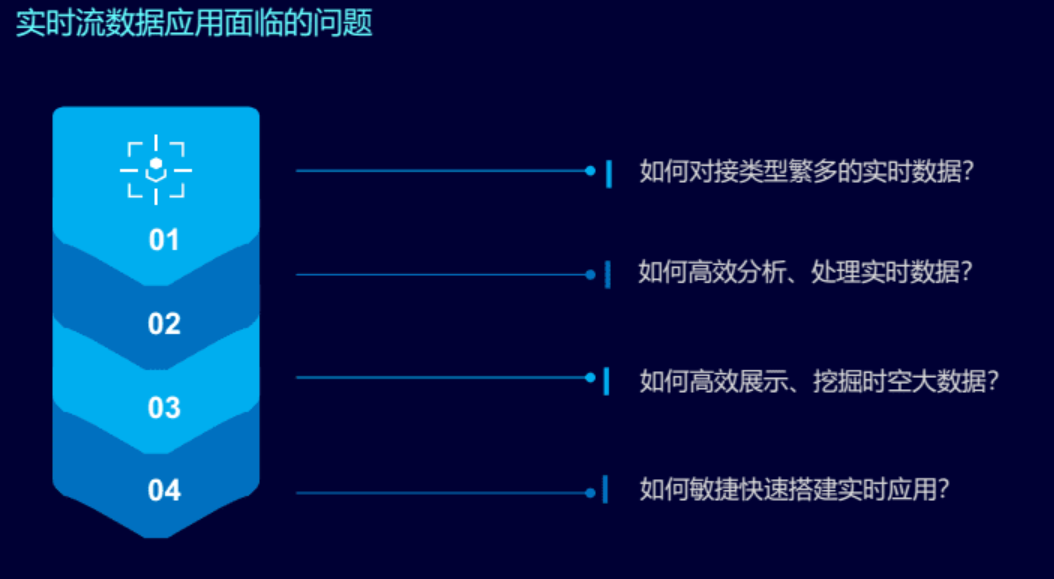 实时流数据应用面临的问题
01
如何对接类型繁多的实时数据?
02
如何高效分析、处理实时数据?
03
如何高效展示、挖掘时空大数据?
04
如何敏捷快速搭建实时应用?